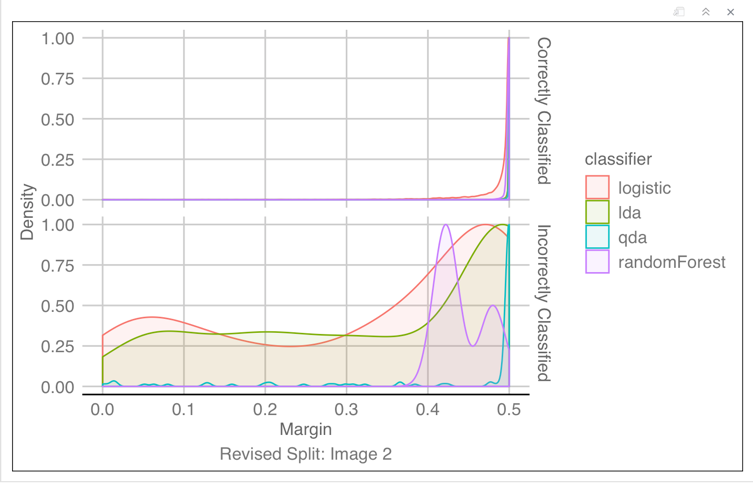 1.00
0.75
0.50
0.25
0.00
Correctly Classified
1.00
0.75
0.50
0.25
0.00
Incorrectly Classified
Density
0.0 0.1 0.2 0.3 0.4 0.5
Margin
Revised Split: Image 2
classifier
logistic
lda
qda
randomForest